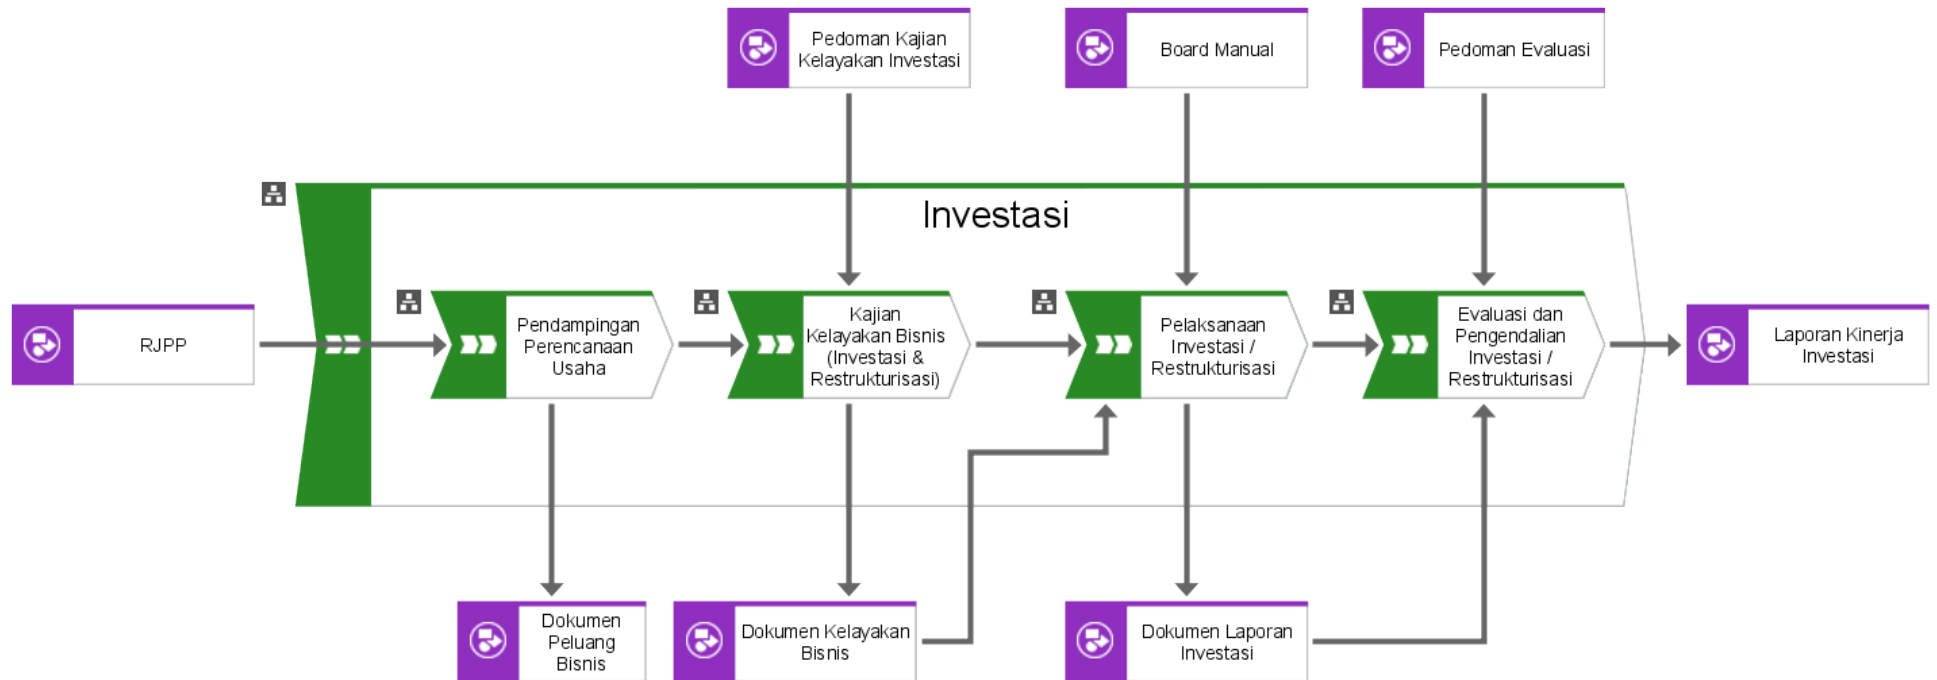 Pedoman Kajian
Kelayakan Investasi
Board Manual
Pedoman Evaluasi
Investasi
RJPP
Pendampingan
Perencanaan
Usaha
Kajian
Kelayakan Bisnis
(Investasi &
Restrukturisasi)
Pelaksanaan
Investasi /
Restrukturisasi
Evaluasi dan
Pengendalian
Investasi /
Restrukturisasi
Laporan Kinerja
Investasi
Dokumen
Peluang
Bisnis
Dokumen Kelayakan
Bisnis
Dokumen Laporan
Investasi